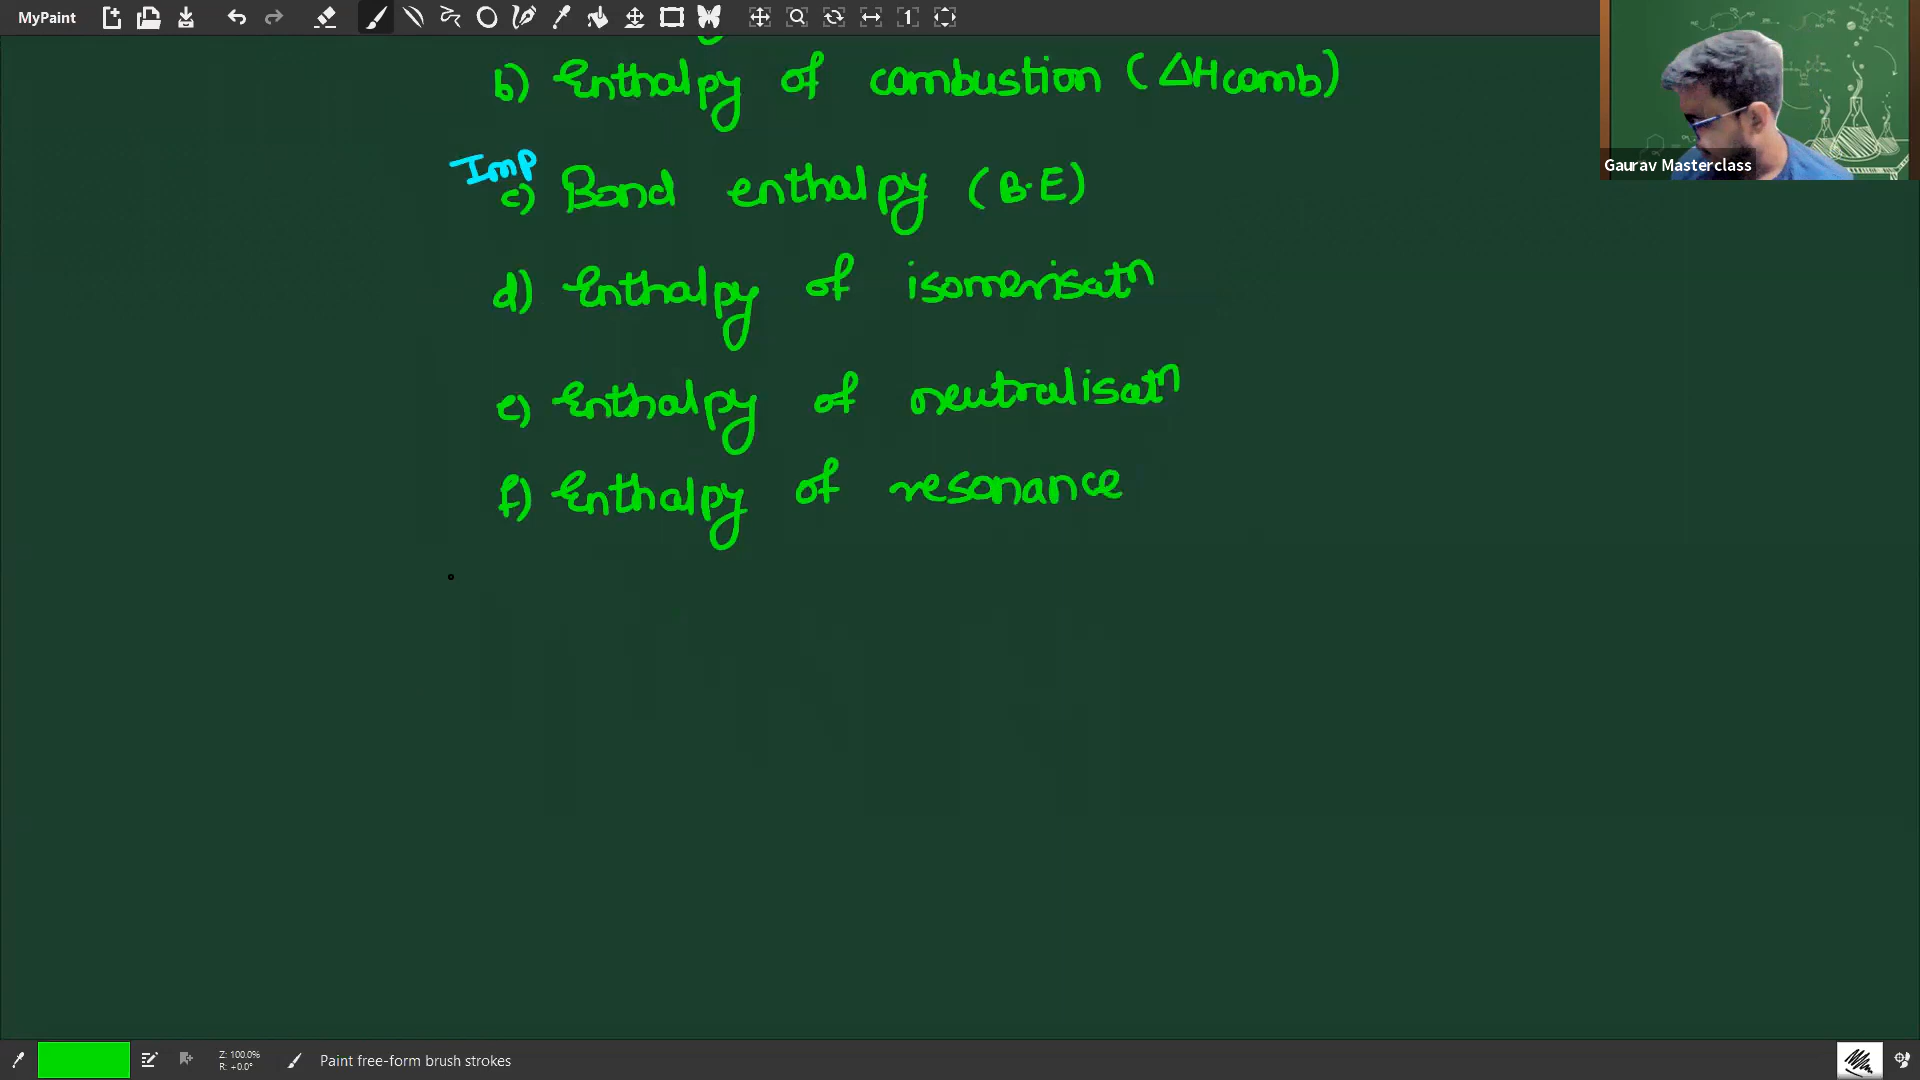 MyPaint
b) Enthalpy of combustion (ΔHcomb)
Imp
c) Bond enthalpy (B.E)
d) Enthalpy of isomerisatⁿ
e) Enthalpy of neutralisatⁿ
f) Enthalpy of resonance
Gaurav Masterclass
Z: 100.0%
R: +0.0°
Paint free-form brush strokes